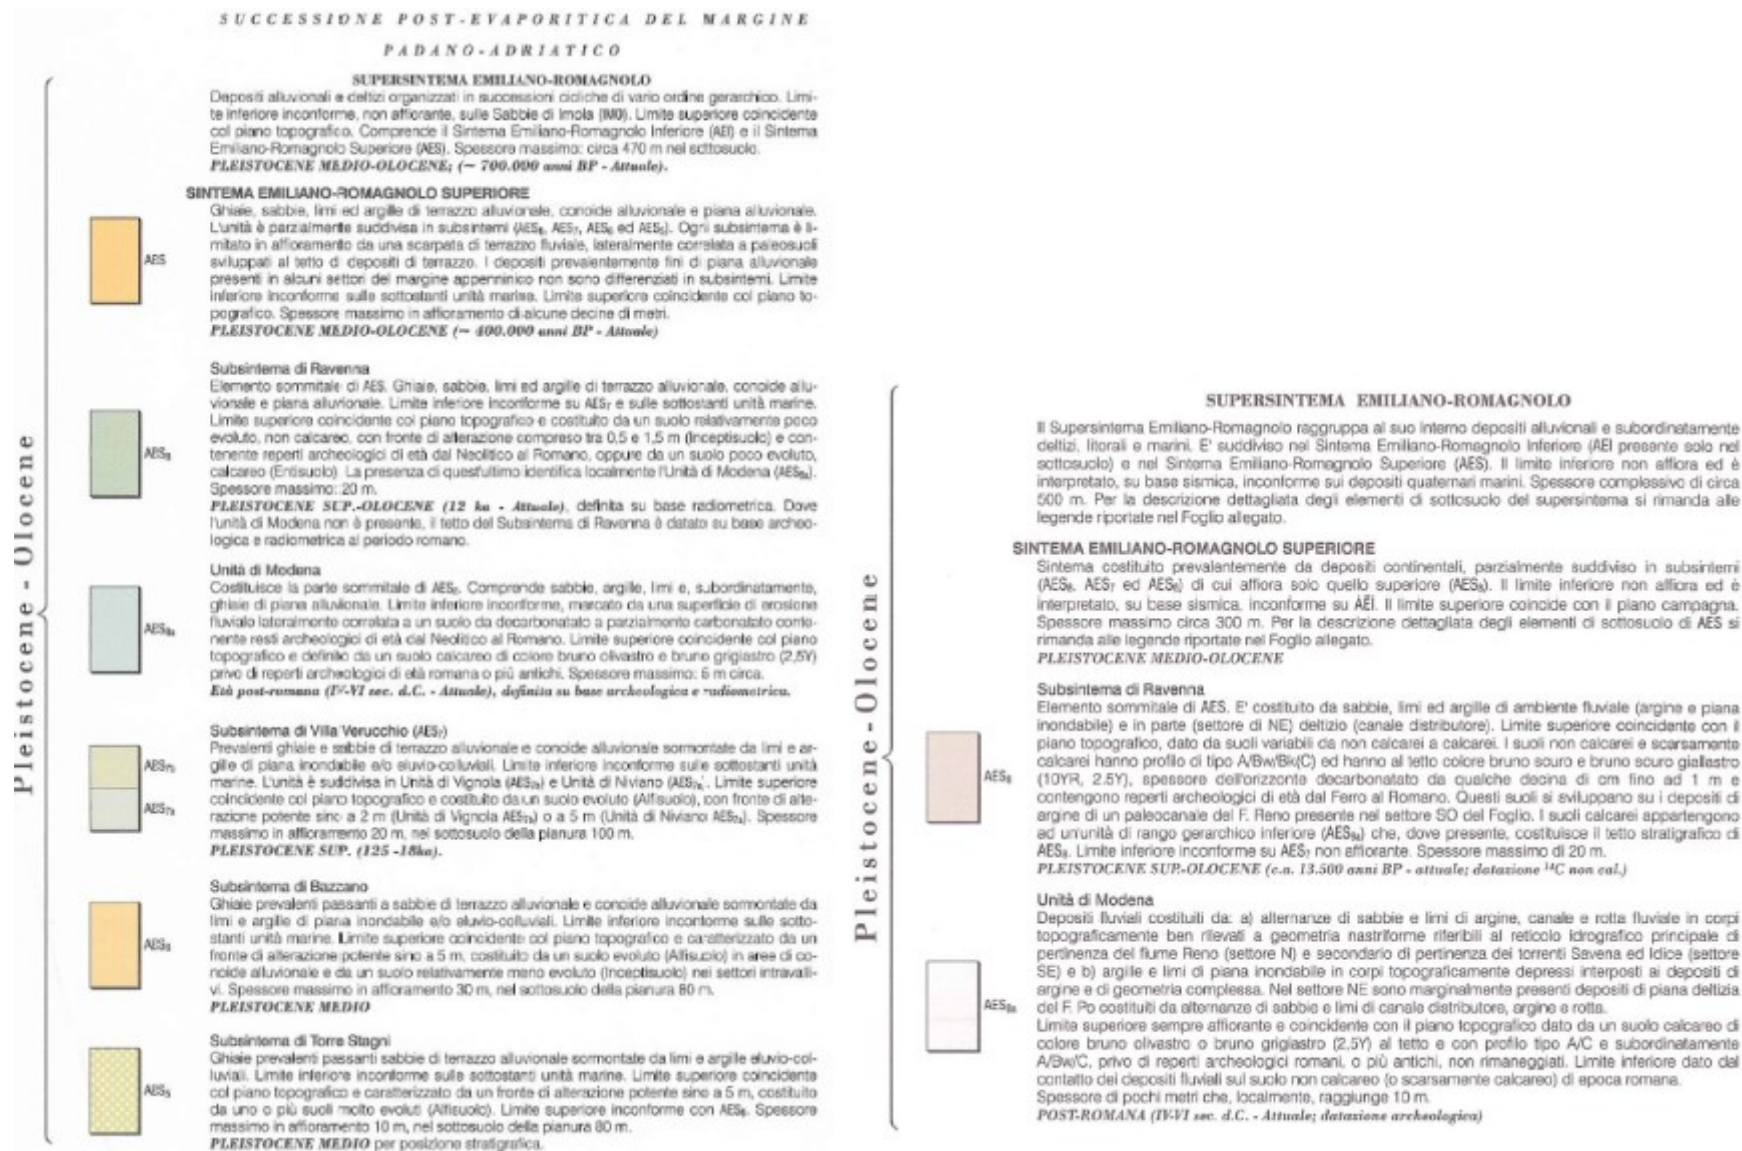 SUCCESSIONE POST-EVAPORITICA DEL MARGINE
PADANO-ADRIATICO
SUPERSINTEMA EMILIANO-ROMAGNOLO
Depositi alluvionali e deltizi organizzati in successioni cicliche di vario ordine gerarchico. Limi-
te inferiore inconforme, non affiorante, sulle Sabbie di Imola (IMO). Limite superiore coincidente
col piano topografico. Comprende il Sintema Emiliano-Romagnolo Inferiore (AEI) e il Sintema
Emiliano-Romagnolo Superiore (AES). Spessore massimo: circa 470 m nel sottosuolo.
PLEISTOCENE MEDIO-OLOCENE; (~ 700.000 anni BP - Attuale).
SINTEMA EMILIANO-ROMAGNOLO SUPERIORE
Ghiaie, sabbie, limi ed argille di terrazzo alluvionale, conoide alluvionale e piana alluvionale.
L'unità è parzialmente suddivisa in subsintemi (AES₈, AES₇, AES₆ ed AES₅). Ogni subsintema è li-
mitato in affioramento da una scarpata di terrazzo fluviale, lateralmente correlata a paleosuoli
sviluppati al tetto di depositi di terrazzo. I depositi prevalentemente fini di piana alluvionale
presenti in alcuni settori del margine appenninico non sono differenziati in subsintemi. Limite
inferiore inconforme sulle sottostanti unità marine. Limite superiore coincidente col piano to-
pografico. Spessore massimo in affioramento di alcune decine di metri.
PLEISTOCENE MEDIO-OLOCENE (~ 400.000 anni BP - Attuale)
AES
Subsintema di Ravenna
Elemento sommitale di AES. Ghiaie, sabbie, limi ed argille di terrazzo alluvionale, conoide allu-
vionale e piana alluvionale. Limite inferiore inconforme su AES₇ e sulle sottostanti unità marine.
Limite superiore coincidente col piano topografico e costituito da un suolo relativamente poco
evoluto, non calcareo, con fronte di alterazione compreso tra 0,5 e 1,5 m (Inceptisuolo) e con-
tenente reperti archeologici di età dal Neolitico al Romano, oppure da un suolo poco evoluto,
calcareo (Entisuolo). La presenza di quest'ultimo identifica localmente l'Unità di Modena (AES₈ₐ).
Spessore massimo: 20 m.
PLEISTOCENE SUP.-OLOCENE (12 ka - Attuale), definita su base radiometrica. Dove
l'unità di Modena non è presente, il tetto del Subsintema di Ravenna è datato su base archeo-
logica e radiometrica al periodo romano.
AES₈
Unità di Modena
Costituisce la parte sommitale di AES₈. Comprende sabbie, argille, limi e, subordinatamente,
ghiaie di piana alluvionale. Limite inferiore inconforme, marcato da una superficie di erosione
fluviale lateralmente correlata a un suolo da decarbonatato a parzialmente carbonatato conte-
nente resti archeologici di età dal Neolitico al Romano. Limite superiore coincidente col piano
topografico e definito da un suolo calcareo di colore bruno olivastro e bruno grigiastro (2,5Y)
privo di reperti archeologici di età romana o più antichi. Spessore massimo: 6 m circa.
Età post-romana (IV-VI sec. d.C. - Attuale), definita su base archeologica e radiometrica.
AES₈ₐ
Subsintema di Villa Verucchio (AES₇)
Prevalenti ghiaie e sabbie di terrazzo alluvionale e conoide alluvionale sormontate da limi e ar-
gille di piana inondabile e/o eluvio-colluviali. Limite inferiore inconforme sulle sottostanti unità
marine. L'unità è suddivisa in Unità di Vignola (AES₇b) e Unità di Niviano (AES₇ₐ). Limite superiore
coincidente col piano topografico e costituito da un suolo evoluto (Alfisuolo), con fronte di alte-
razione potente sino a 2 m (Unità di Vignola AES₇b) o a 5 m (Unità di Niviano AES₇ₐ). Spessore
massimo in affioramento 20 m, nel sottosuolo della pianura 100 m.
PLEISTOCENE SUP. (125 -18ka).
AES₇b
AES₇ₐ
Subsintema di Bazzano
Ghiaie prevalenti passanti a sabbie di terrazzo alluvionale e conoide alluvionale sormontate da
limi e argille di piana inondabile e/o eluvio-colluviali. Limite inferiore inconforme sulle sotto-
stanti unità marine. Limite superiore coincidente col piano topografico e caratterizzato da un
fronte di alterazione potente sino a 5 m, costituito da un suolo evoluto (Alfisuolo) in aree di co-
noide alluvionale e da un suolo relativamente meno evoluto (Inceptisuolo) nei settori intravalli-
vi. Spessore massimo in affioramento 30 m, nel sottosuolo della pianura 80 m.
PLEISTOCENE MEDIO
AES₆
Subsintema di Torre Stagni
Ghiaie prevalenti passanti sabbie di terrazzo alluvionale sormontate da limi e argille eluvio-col-
luviali. Limite inferiore inconforme sulle sottostanti unità marine. Limite superiore coincidente
col piano topografico e caratterizzato da un fronte di alterazione potente sino a 5 m, costituito
da uno o più suoli molto evoluti (Alfisuolo). Limite superiore inconforme con AES₆. Spessore
massimo in affioramento 10 m, nel sottosuolo della pianura 80 m.
PLEISTOCENE MEDIO per posizione stratigrafica.
AES₅
Pleistocene - Olocene
SUPERSINTEMA EMILIANO-ROMAGNOLO
Il Supersintema Emiliano-Romagnolo raggruppa al suo interno depositi alluvionali e subordinatamente
deltizi, litorali e marini. E' suddiviso nel Sintema Emiliano-Romagnolo Inferiore (AEI presente solo nel
sottosuolo) e nel Sintema Emiliano-Romagnolo Superiore (AES). Il limite inferiore non affiora ed è
interpretato, su base sismica, inconforme sui depositi quaternari marini. Spessore complessivo di circa
500 m. Per la descrizione dettagliata degli elementi di sottosuolo del supersintema si rimanda alle
legende riportate nel Foglio allegato.
SINTEMA EMILIANO-ROMAGNOLO SUPERIORE
Sintema costituito prevalentemente da depositi continentali, parzialmente suddiviso in subsintemi
(AES₆, AES₇ ed AES₈) di cui affiora solo quello superiore (AES₈). Il limite inferiore non affiora ed è
interpretato, su base sismica, inconforme su AEI. Il limite superiore coincide con il piano campagna.
Spessore massimo circa 300 m. Per la descrizione dettagliata degli elementi di sottosuolo di AES si
rimanda alle legende riportate nel Foglio allegato.
PLEISTOCENE MEDIO-OLOCENE
Subsintema di Ravenna
Elemento sommitale di AES. E' costituito da sabbie, limi ed argille di ambiente fluviale (argine e piana
inondabile) e in parte (settore di NE) deltizio (canale distributore). Limite superiore coincidente con il
piano topografico, dato da suoli variabili da non calcarei a calcarei. I suoli non calcarei e scarsamente
calcarei hanno profilo di tipo A/Bw/Bk(C) ed hanno al tetto colore bruno scuro e bruno scuro giallastro
(10YR, 2.5Y), spessore dell'orizzonte decarbonatato da qualche decina di cm fino ad 1 m e
contengono reperti archeologici di età dal Ferro al Romano. Questi suoli si sviluppano su i depositi di
argine di un paleocanale del F. Reno presente nel settore SO del Foglio. I suoli calcarei appartengono
ad un'unità di rango gerarchico inferiore (AES₈ₐ) che, dove presente, costituisce il tetto stratigrafico di
AES₈. Limite inferiore inconforme su AES₇ non affiorante. Spessore massimo di 20 m.
PLEISTOCENE SUP.-OLOCENE (c.a. 13.500 anni BP - attuale; datazione ¹⁴C non cal.)
AES₈
Unità di Modena
Depositi fluviali costituiti da: a) alternanze di sabbie e limi di argine, canale e rotta fluviale in corpi
topograficamente ben rilevati a geometria nastriforme riferibili al reticolo idrografico principale di
pertinenza del fiume Reno (settore N) e secondario di pertinenza dei torrenti Savena ed Idice (settore
SE) e b) argille e limi di piana inondabile in corpi topograficamente depressi interposti ai depositi di
argine e di geometria complessa. Nel settore NE sono marginalmente presenti depositi di piana deltizia
del F. Po costituiti da alternanze di sabbie e limi di canale distributore, argine e rotta.
Limite superiore sempre affiorante e coincidente con il piano topografico dato da un suolo calcareo di
colore bruno olivastro o bruno grigiastro (2,5Y) al tetto e con profilo tipo A/C e subordinatamente
A/Bw/C, privo di reperti archeologici romani, o più antichi, non rimaneggiati. Limite inferiore dato dal
contatto dei depositi fluviali sul suolo non calcareo (o scarsamente calcareo) di epoca romana.
Spessore di pochi metri che, localmente, raggiunge 10 m.
POST-ROMANA (IV-VI sec. d.C. - Attuale; datazione archeologica)
AES₈ₐ
Pleistocene-Olocene